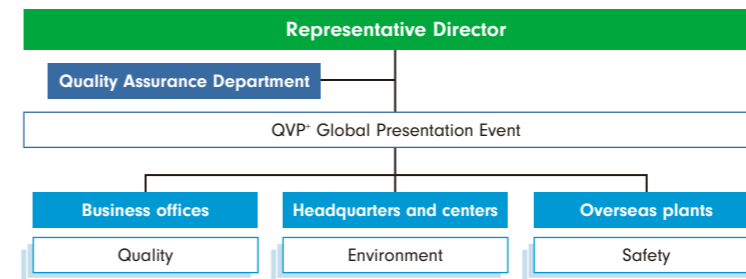 Representative Director
Quality Assurance Department
QVP⁺ Global Presentation Event
Business offices
Headquarters and centers
Overseas plants
Quality
Environment
Safety